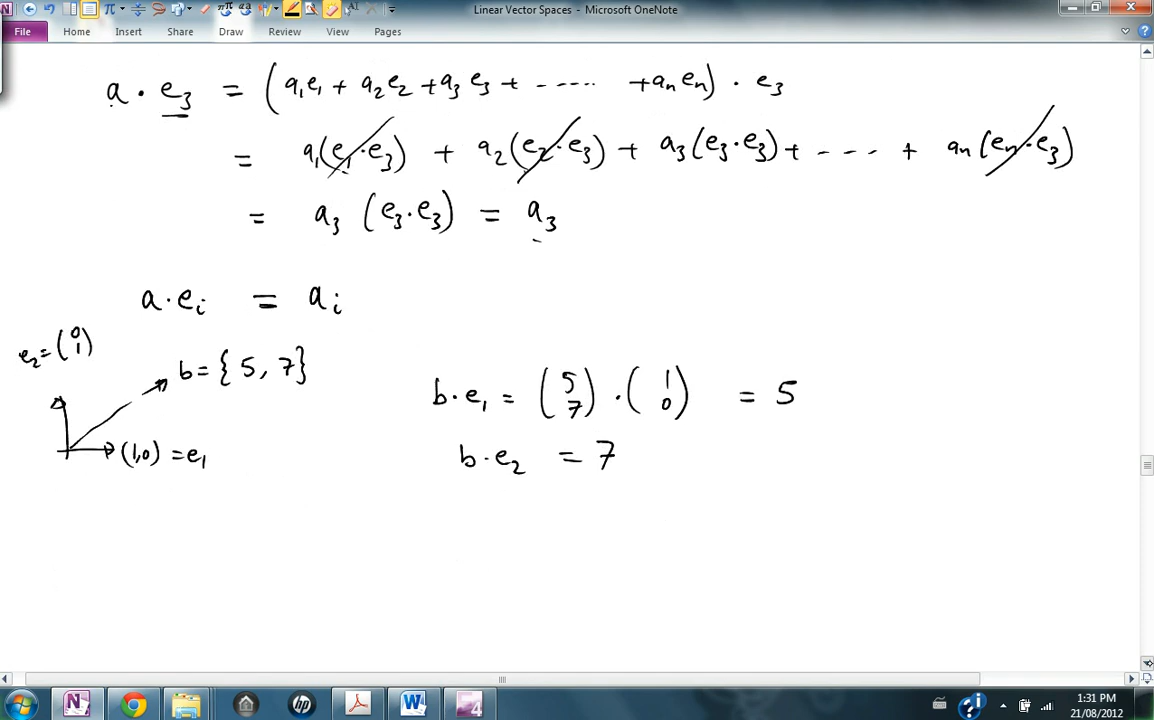 Linear Vector Spaces - Microsoft OneNote
File Home Insert Share Draw Review View Pages
a · e₃ = (a₁e₁ + a₂e₂ + a₃e₃ + ----- + aₙeₙ) · e₃
= a₁(e₁·e₃) + a₂(e₂·e₃) + a₃(e₃·e₃) + - - - - + aₙ(eₙ·e₃)
= a₃ (e₃·e₃) = a₃
a·eᵢ = aᵢ
e₂ = (0 1)
b = {5, 7}
(1,0) = e₁
b·e₁ = (5 7) · (1 0) = 5
b·e₂ = 7
1:31 PM
21/08/2012